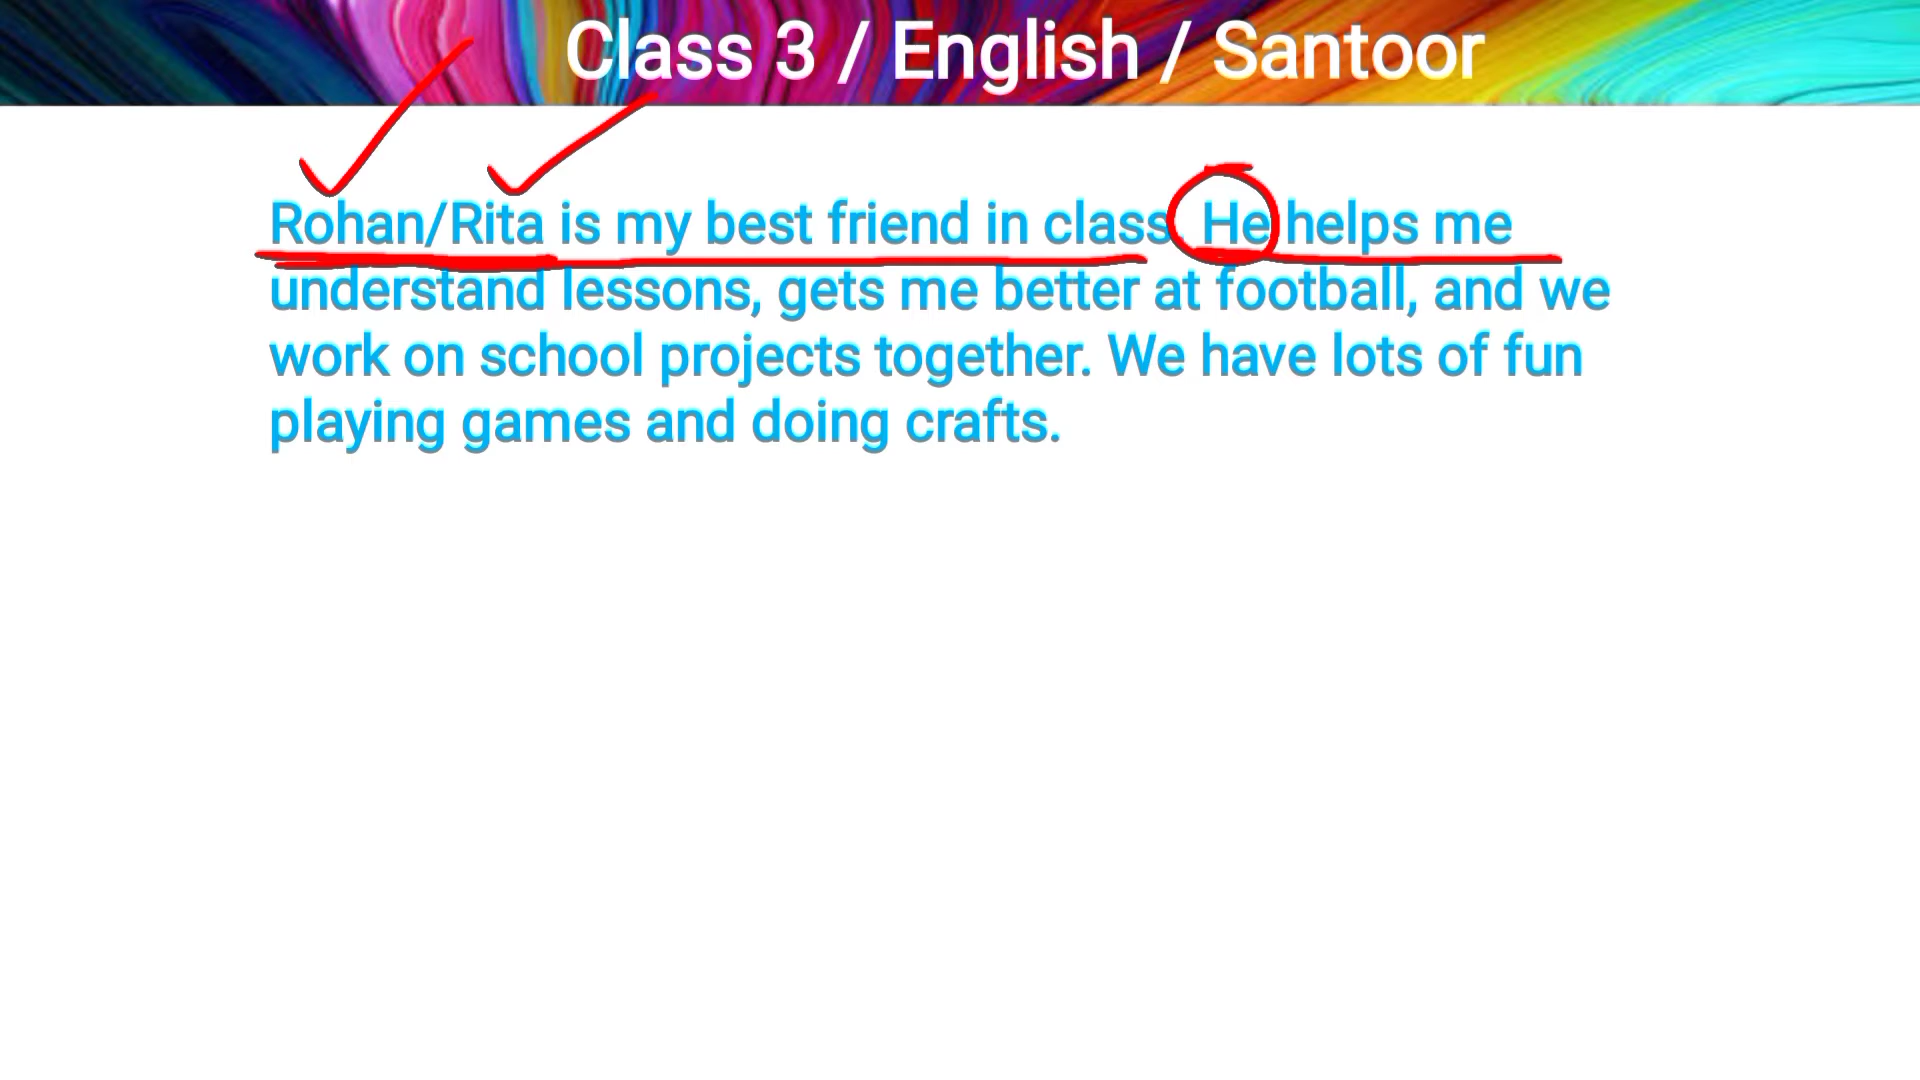 Class 3 / English / Santoor
Rohan/Rita is my best friend in class. He helps me
understand lessons, gets me better at football, and we
work on school projects together. We have lots of fun
playing games and doing crafts.